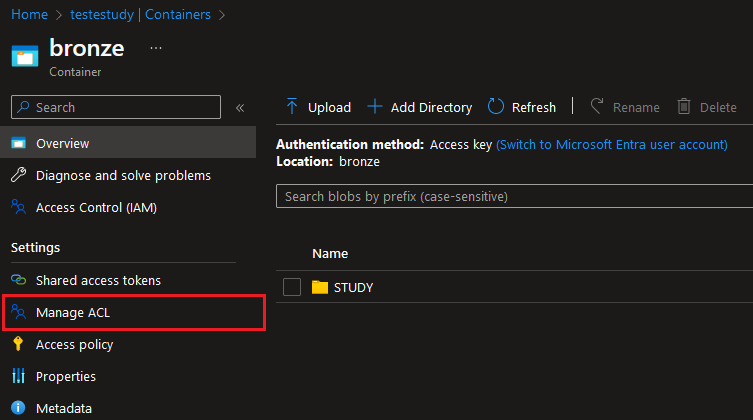 Home > testestudy | Containers >
bronze ...
Container
Search «
Overview
Diagnose and solve problems
Access Control (IAM)
Settings
Shared access tokens
Manage ACL
Access policy
Properties
Metadata
Upload Add Directory Refresh Rename Delete
Authentication method: Access key (Switch to Microsoft Entra user account)
Location: bronze
Search blobs by prefix (case-sensitive)
Name
STUDY